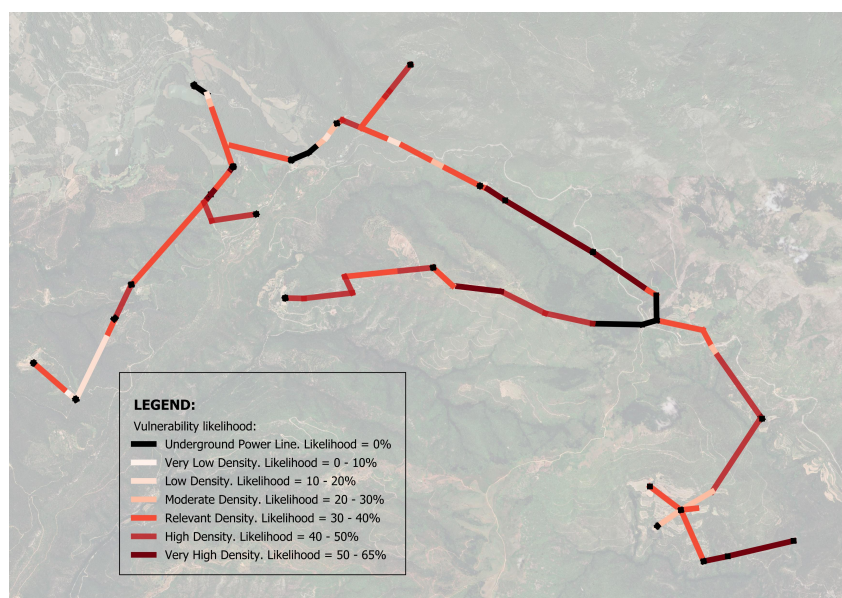 LEGEND:
Vulnerability likelihood:
Underground Power Line. Likelihood = 0%
Very Low Density. Likelihood = 0 - 10%
Low Density. Likelihood = 10 - 20%
Moderate Density. Likelihood = 20 - 30%
Relevant Density. Likelihood = 30 - 40%
High Density. Likelihood = 40 - 50%
Very High Density. Likelihood = 50 - 65%